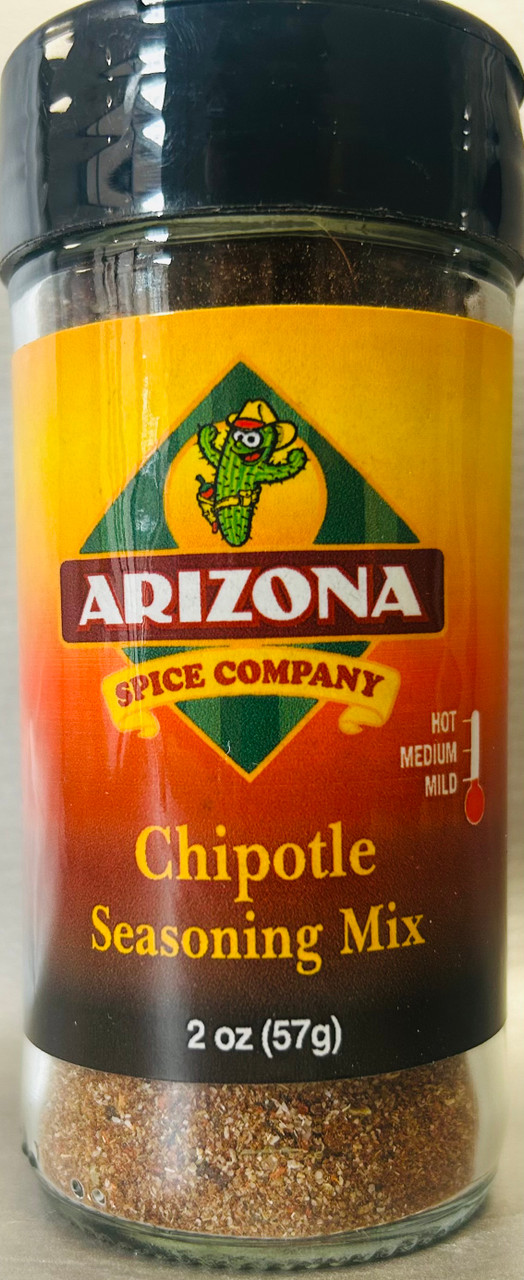 ARIZONA
SPICE COMPANY
HOT
MEDIUM
MILD
Chipotle
Seasoning Mix
2 oz (57g)